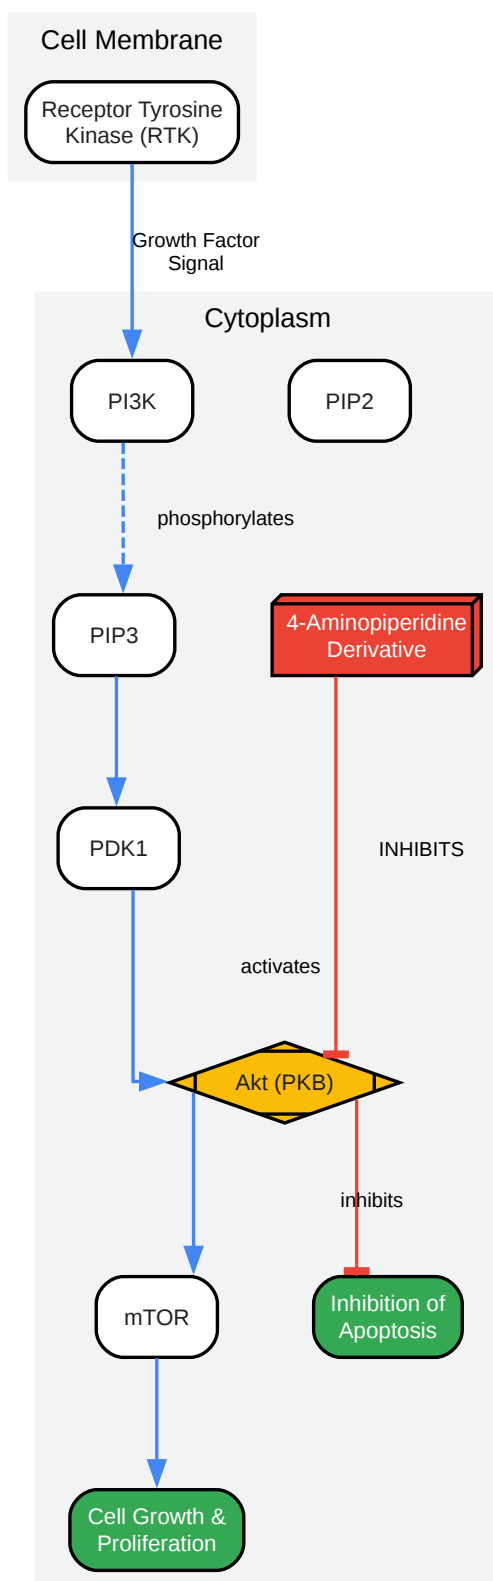 Cell Membrane
Receptor Tyrosine
Kinase (RTK)
Growth Factor
Signal
Cytoplasm
PI3K
PIP2
phosphorylates
PIP3
4-Aminopiperidine
Derivative
PDK1
INHIBITS
activates
Akt (PKB)
inhibits
mTOR
Inhibition of
Apoptosis
Cell Growth &
Proliferation